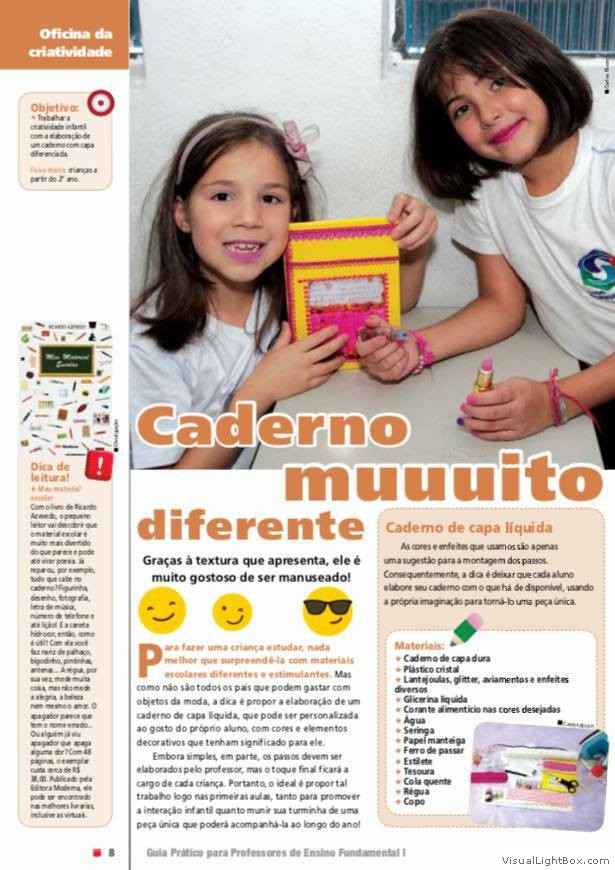 Oficina da
criatividade
Objetivo:
★ Trabalhar a
criatividade infantil
com a elaboração de
um caderno com capa
diferenciada.
Faixa etária: crianças a
partir do 2º ano.
RICARDO AZEVEDO
Meu Material
Escolar
Divulgação
Dica de
leitura!
★ Meu material
escolar
Com o livro de Ricardo
Azevedo, o pequeno
leitor vai descobrir que
o material escolar é
muito mais divertido
do que parece e pode
até virar poesia. Já
reparou, por exemplo,
tudo que cabe no
caderno? Figurinha,
desenho, fotografia,
letra de música,
número de telefone e
até lição! E a caneta
hidrocor, então, como
é útil! Com ela você
faz nariz de palhaço,
bigodinho, pintinhas,
antenas... A régua, por
sua vez, mede muita
coisa, mas não mede
a alegria, a beleza
nem mesmo o amor. O
apagador parece que
tem o nome errado...
Ou alguém já viu
apagador que apaga
alguma dor? Com 48
páginas, o exemplar
custa cerca de R$
38,00. Publicado pela
Editora Moderna, ele
pode ser encontrado
nas melhores livrarias,
inclusive as virtuais.
Caderno
muuuito
diferente
Graças à textura que apresenta, ele é
muito gostoso de ser manuseado!
Para fazer uma criança estudar, nada
melhor que surpreendê-la com materiais
escolares diferentes e estimulantes. Mas
como não são todos os pais que podem gastar com
objetos da moda, a dica é propor a elaboração de um
caderno de capa líquida, que pode ser personalizada
ao gosto do próprio aluno, com cores e elementos
decorativos que tenham significado para ele.
Embora simples, em parte, os passos devem ser
elaborados pelo professor, mas o toque final ficará a
cargo de cada criança. Portanto, o ideal é propor tal
trabalho logo nas primeiras aulas, tanto para promover
a interação infantil quanto munir sua turminha de uma
peça única que poderá acompanhá-la ao longo do ano!
Caderno de capa líquida
As cores e enfeites que usamos são apenas
uma sugestão para a montagem dos passos.
Consequentemente, a dica é deixar que cada aluno
elabore seu caderno com o que há de disponível, usando
a própria imaginação para torná-lo uma peça única.
Materiais:
★ Caderno de capa dura
★ Plástico cristal
★ Lantejoulas, glitter, aviamentos e enfeites
diversos
★ Glicerina líquida
★ Corante alimentício nas cores desejadas
★ Água
★ Seringa
★ Papel manteiga
★ Ferro de passar
★ Estilete
★ Tesoura
★ Cola quente
★ Régua
★ Copo
8
Guia Prático para Professores de Ensino Fundamental I
VisualLightBox.com